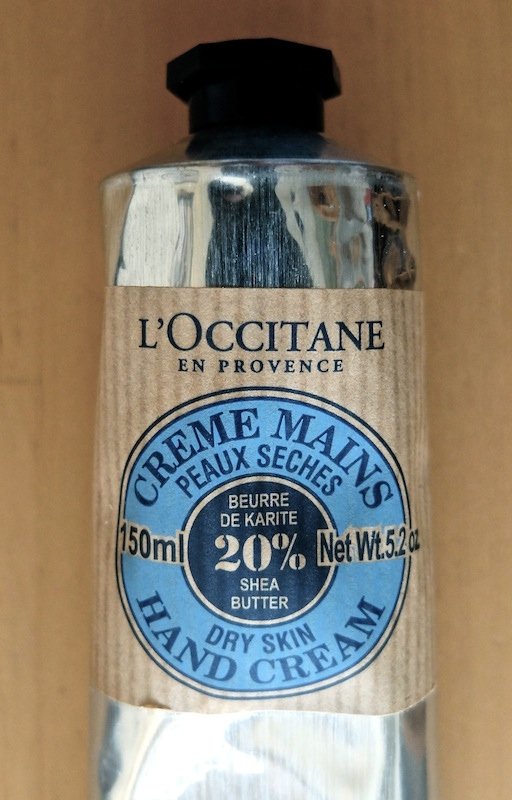 L'OCCITANE
EN PROVENCE
CREME MAINS
PEAUX SECHES
BEURRE
DE KARITE
150ml
20%
Net Wt.5.2 oz
SHEA
BUTTER
DRY SKIN
HAND CREAM